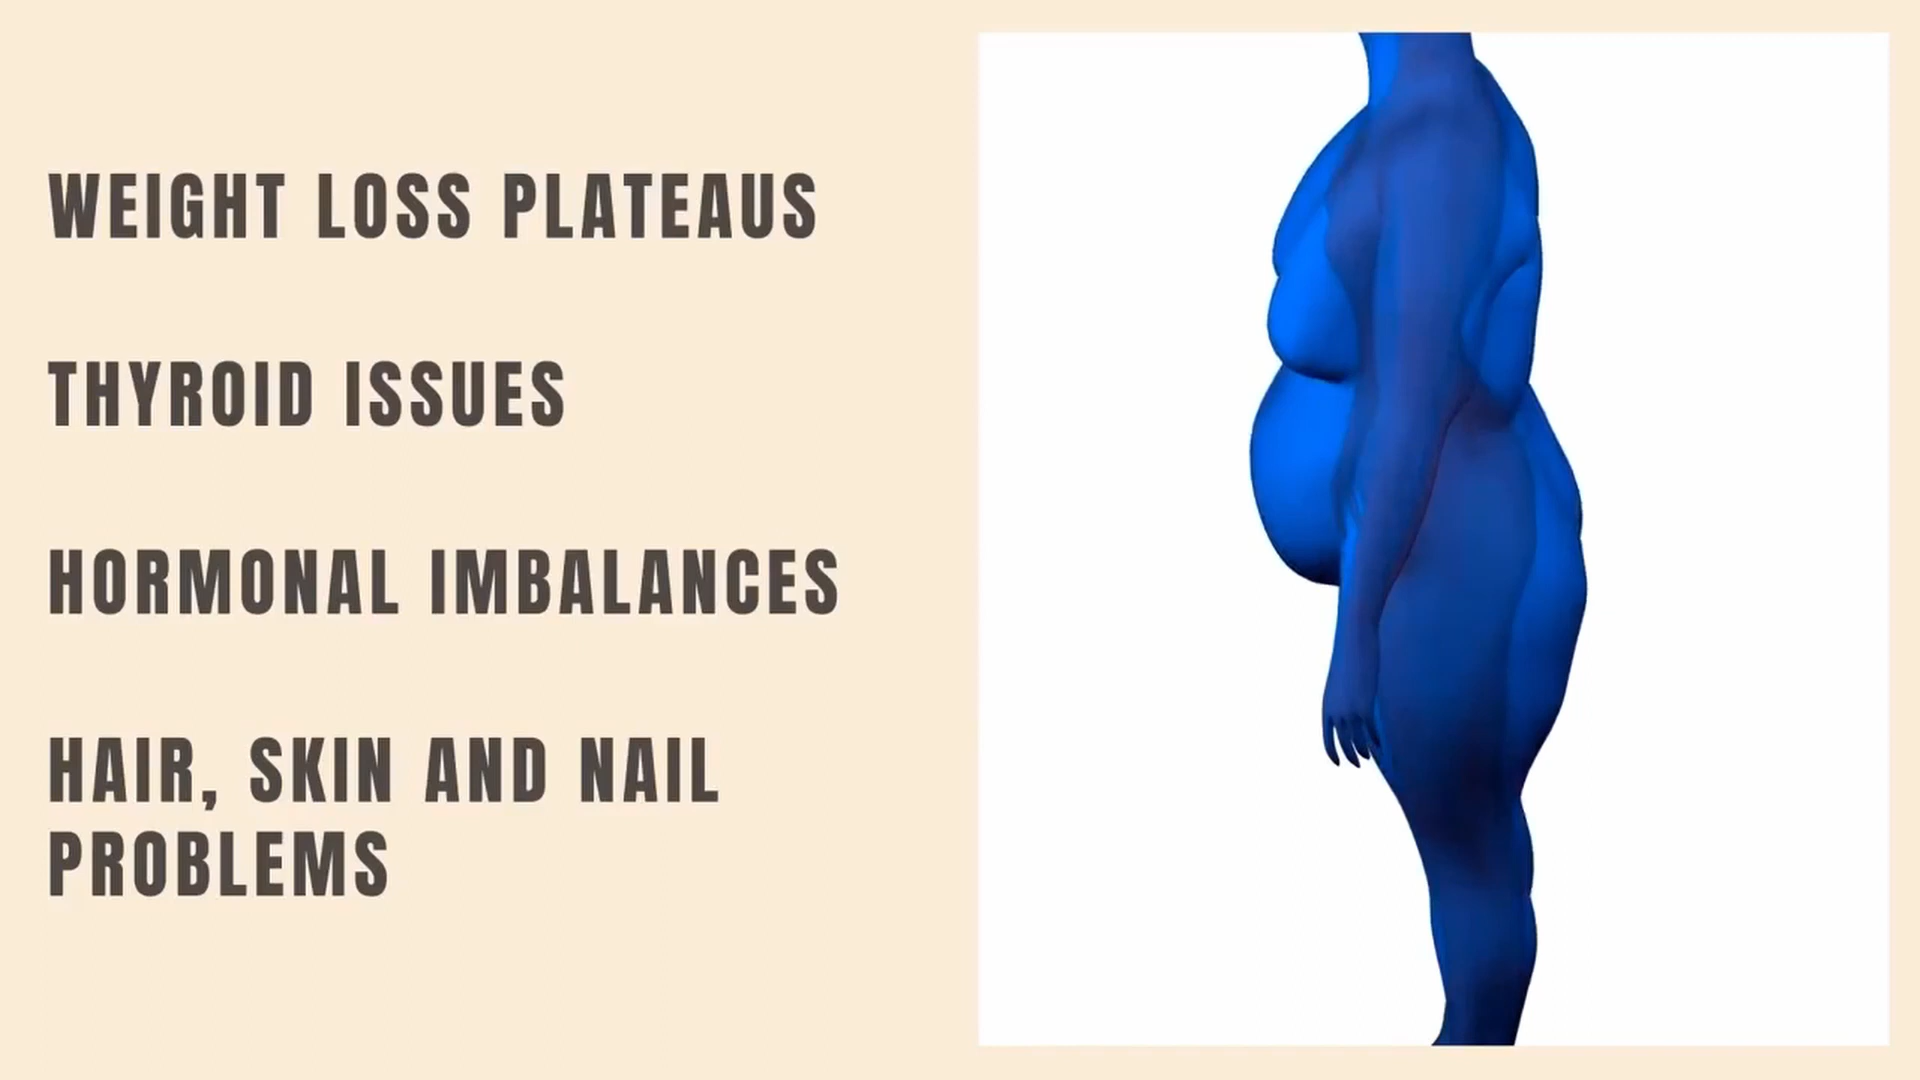 WEIGHT LOSS PLATEAUS
THYROID ISSUES
HORMONAL IMBALANCES
HAIR, SKIN AND NAIL
PROBLEMS